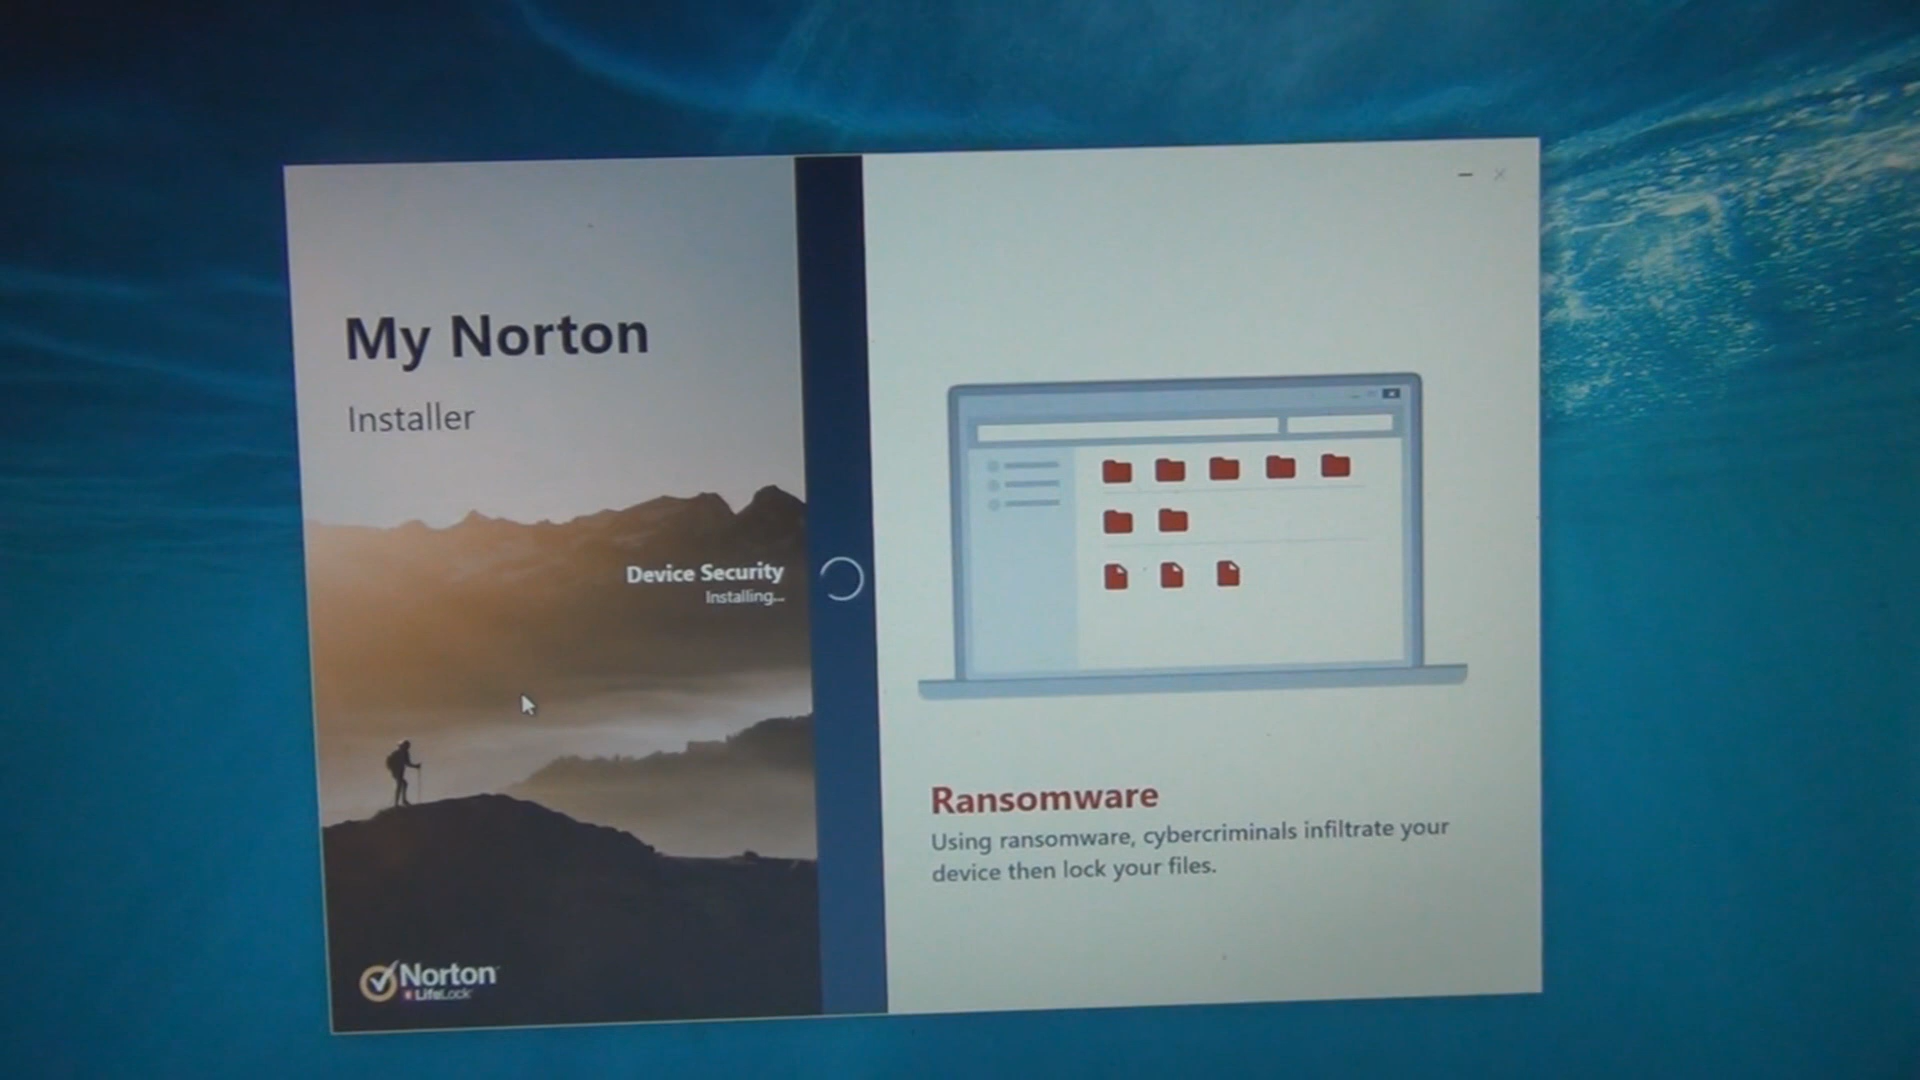 My Norton
Installer
Device Security
Installing...
Ransomware
Using ransomware, cybercriminals infiltrate your
device then lock your files.
Norton
LifeLock